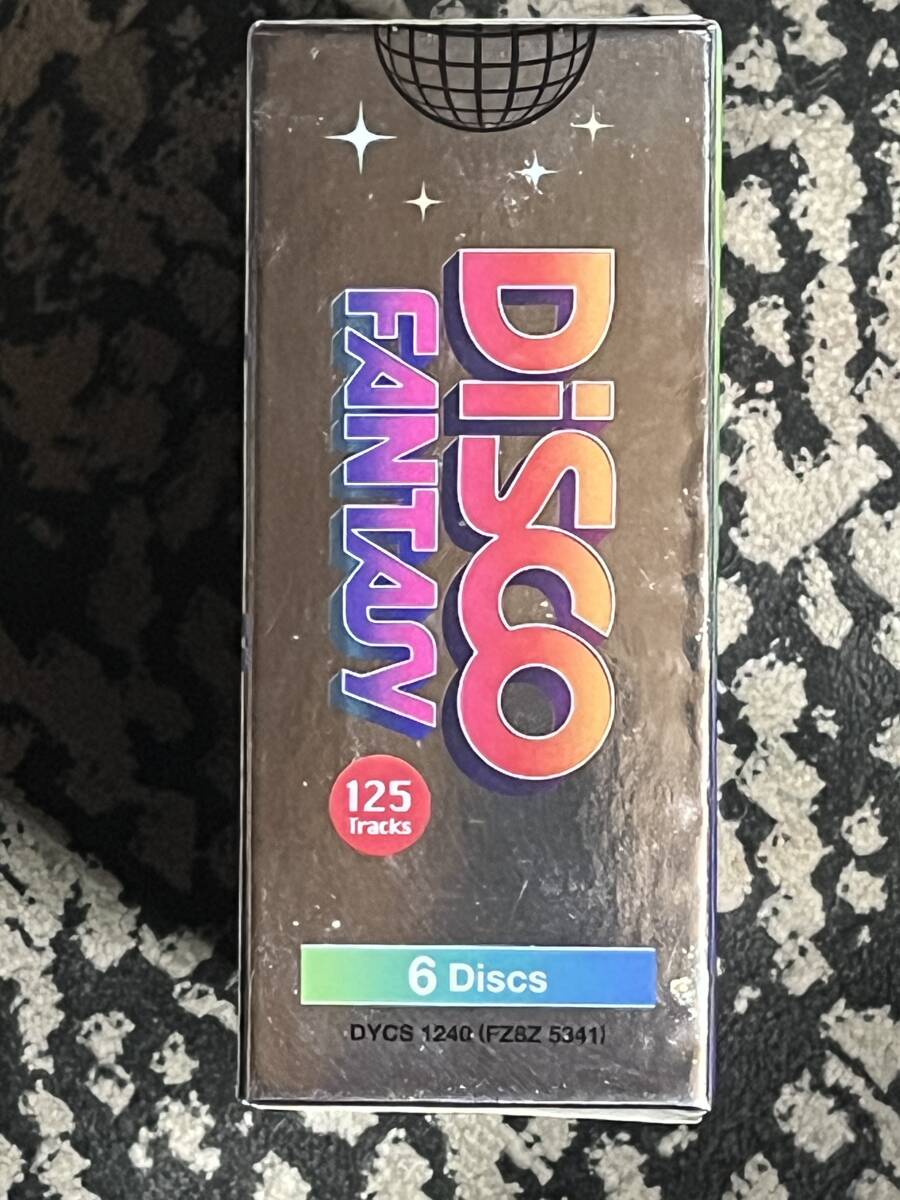 DiSCO
FANTASY
125
Tracks
6 Discs
DYCS 1240 (FZ8Z 5341)